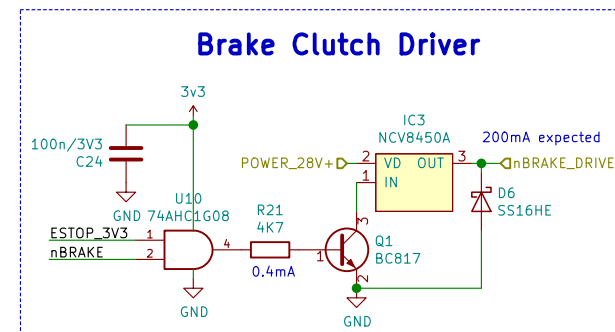 Brake Clutch Driver
3v3
100n/3V3
C24
GND
U10
74AHC1G08
ESTOP_3V3
1
nBRAKE
2
4
GND
R21
4K7
0.4mA
1
3
Q1
BC817
2
GND
IC3
NCV8450A
POWER_28V+
2
VD
OUT
3
1
IN
200mA expected
nBRAKE_DRIVE
D6
SS16HE